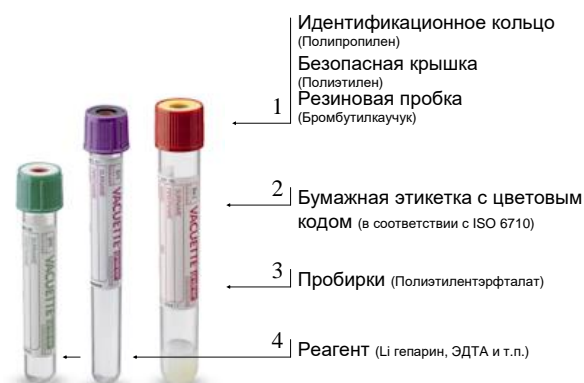 Идентификационное кольцо
(Полипропилен)
Безопасная крышка
(Полиэтилен)
1 Резиновая пробка
(Бромбутилкаучук)
2 Бумажная этикетка с цветовым
кодом (в соответствии с ISO 6710)
3 Пробирки (Полиэтилентэрфталат)
4 Реагент (Li гепарин, ЭДТА и т.п.)
VACUETTE
VACUETTE
VACUETTE